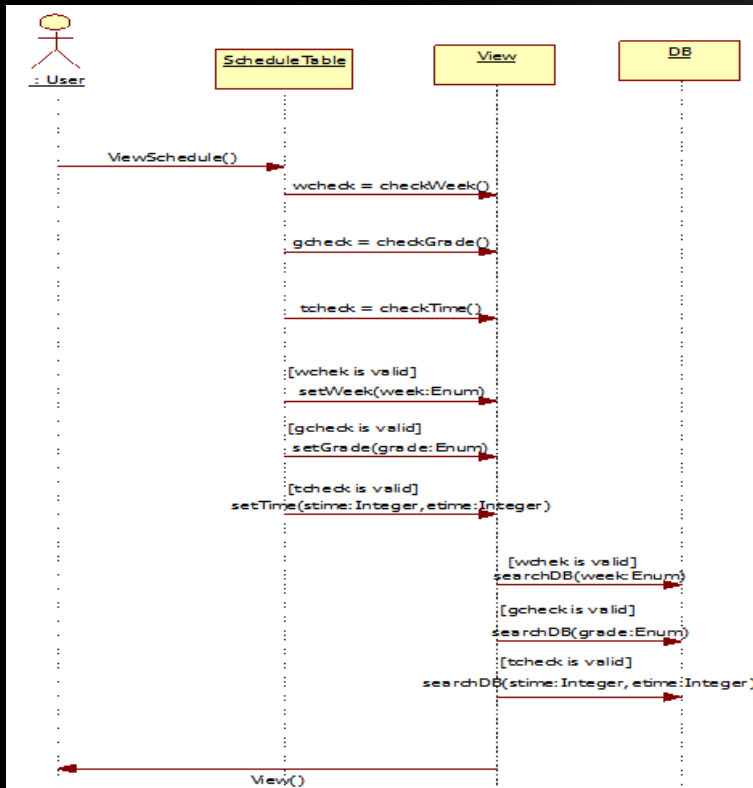 : User
ScheduleTable
View
DB
ViewSchedule()
wcheck = checkWeek()
gcheck = checkGrade()
tcheck = checkTime()
[wchek is valid]
setWeek(week:Enum)
[gcheck is valid]
setGrade(grade:Enum)
[tcheck is valid]
setTime(stime:Integer,etime:Integer)
[wchek is valid]
searchDB(week:Enum)
[gcheck is valid]
searchDB(grade:Enum)
[tcheck is valid]
searchDB(stime:Integer,etime:Integer)
View()